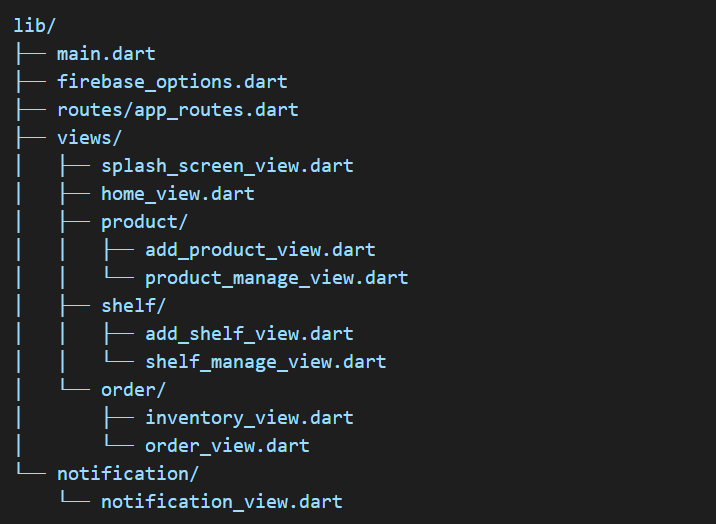 lib/
├── main.dart
├── firebase_options.dart
├── routes/app_routes.dart
├── views/
│   ├── splash_screen_view.dart
│   ├── home_view.dart
│   ├── product/
│   │   ├── add_product_view.dart
│   │   └── product_manage_view.dart
│   ├── shelf/
│   │   ├── add_shelf_view.dart
│   │   └── shelf_manage_view.dart
│   └── order/
│       ├── inventory_view.dart
│       └── order_view.dart
└── notification/
    └── notification_view.dart